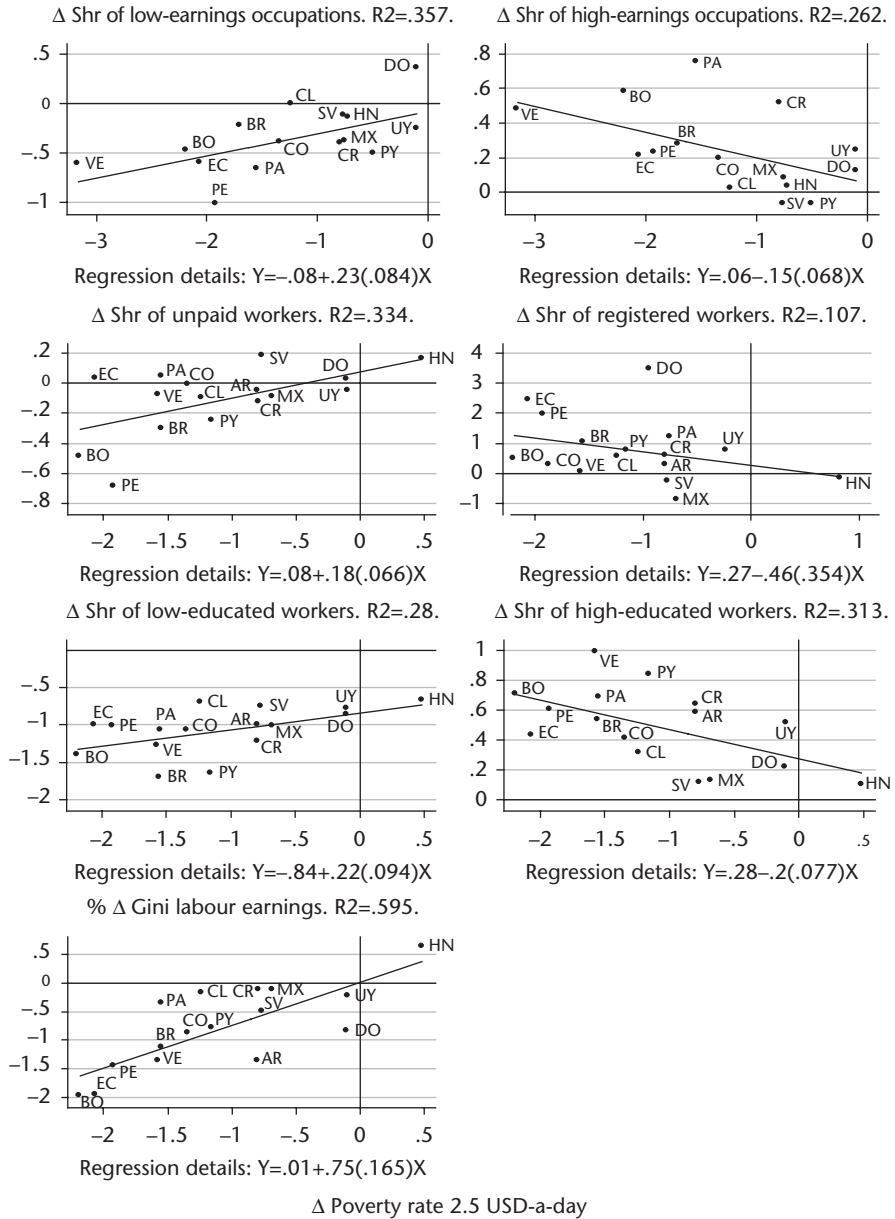 Δ Shr of low-earnings occupations. R2=.357.
.5
0
−.5
−1
DO
CL
SV
HN
BR
UY
BO
CO
MX
VE
EC
PA
CR
PY
PE
−3 −2 −1 0
Regression details: Y=−.08+.23(.084)X
Δ Shr of high-earnings occupations. R2=.262.
.8
.6
.4
.2
0
PA
BO
CR
VE
BR
UY
EC
PE
CO
MX
DO
CL
HN
SV
PY
−3 −2 −1 0
Regression details: Y=.06−.15(.068)X
Δ Shr of unpaid workers. R2=.334.
.2
0
−.2
−.4
−.6
−.8
SV
HN
EC
PA
CO
DO
VE
CL
AR
MX
UY
CR
BR
PY
BO
PE
−2 −1.5 −1 −.5 0 .5
Regression details: Y=.08+.18(.066)X
Δ Shr of registered workers. R2=.107.
4
3
2
1
0
−1
DO
EC
PE
BR
PY
PA
UY
CR
BO
CO
VE
CL
AR
SV
HN
MX
−2 −1 0 1
Regression details: Y=.27−.46(.354)X
Δ Shr of low-educated workers. R2=.28.
−.5
−1
−1.5
−2
CL
SV
UY
HN
EC
PE
PA
CO
AR
MX
DO
BO
VE
CR
BR
PY
−2 −1.5 −1 −.5 0 .5
Regression details: Y=−.84+.22(.094)X
Δ Shr of high-educated workers. R2=.313.
1
.8
.6
.4
.2
0
VE
PY
BO
PA
CR
PE
AR
BR
CO
UY
EC
CL
DO
SV
MX
HN
−2 −1.5 −1 −.5 0 .5
Regression details: Y=.28−.2(.077)X
% Δ Gini labour earnings. R2=.595.
.5
0
−.5
−1
−1.5
−2
HN
PA
CL
CR
MX
UY
SV
CO
PY
DO
BR
PE
VE
AR
EC
BO
−2 −1.5 −1 −.5 0 .5
Regression details: Y=.01+.75(.165)X
Δ Poverty rate 2.5 USD-a-day